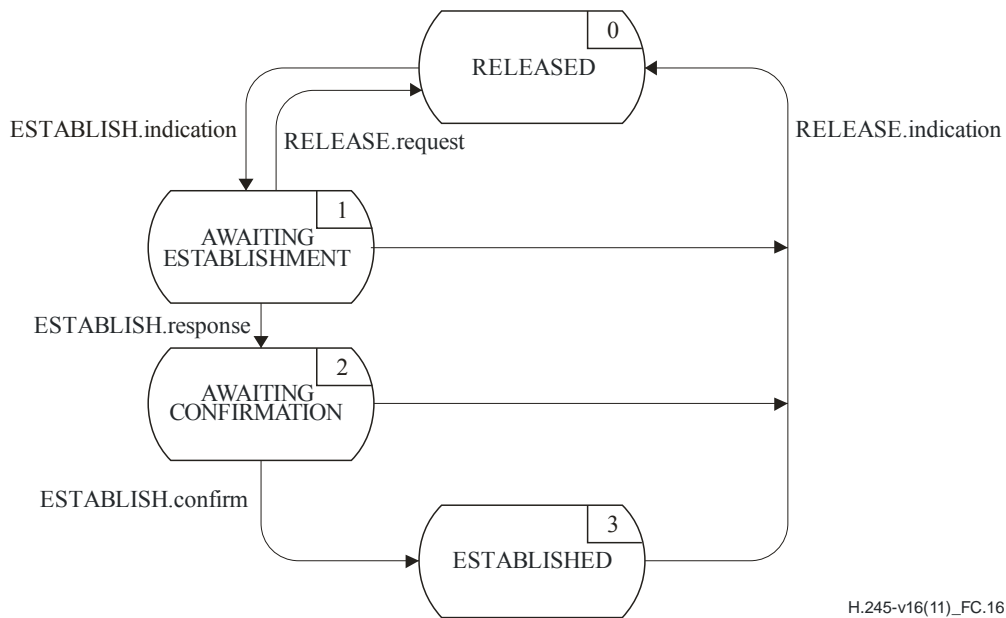 0
RELEASED
ESTABLISH.indication
RELEASE.request
RELEASE.indication
1
AWAITING
ESTABLISHMENT
ESTABLISH.response
2
AWAITING
CONFIRMATION
ESTABLISH.confirm
3
ESTABLISHED
H.245-v16(11)_FC.16